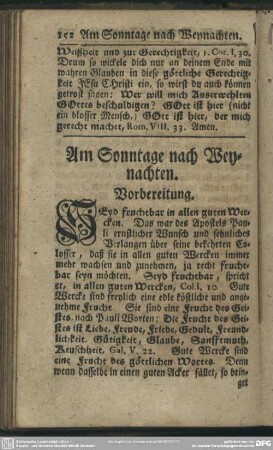 152 Am Sonntage nach Weynachten.
Weißheit und zur Gerechtigkeit, 1. Cor. I, 30.
Drum so wickele dich nur an deinem Ende mit
wahren Glauben in diese göttliche Gerechtig-
keit JEsu Christi ein, so wirst du auch können
getrost sagen: Wer will mich Auserwehlten
GOttes beschuldigen? GOtt ist hier (nicht
ein blosser Mensch,) GOtt ist hier, der mich
gerecht machet, Rom. VIII, 33. Amen.
Am Sonntage nach Wey-
nachten.
Vorbereitung.
SEyd fruchtbar in allen guten Wer-
cken. Das war des Apostels Pau-
li ernstlicher Wunsch und sehnliches
Verlangen über seine bekehrten Co-
losser, daß sie in allen guten Wercken immer
mehr wachsen und zunehmen, ja recht frucht-
bar seyn möchten. Seyd fruchtbar, spricht
er, in allen guten Wercken, Col. I, 10 Gute
Wercke sind freylich eine edle köstliche und ange-
nehme Frucht. Sie sind eine Frucht des Gei-
stes, nach Pauli Worten: Die Frucht des Gei-
stes ist Liebe, Freude, Friede, Gedult, Freund-
lichkeit, Gütigkeit, Glaube, Sanfftmuth,
Keuschheit, Gal. V. 22. Gute Wercke sind
eine Frucht des göttlichen Wortes. Denn
wenn dasselbe in einen guten Acker fället, so brin-
get